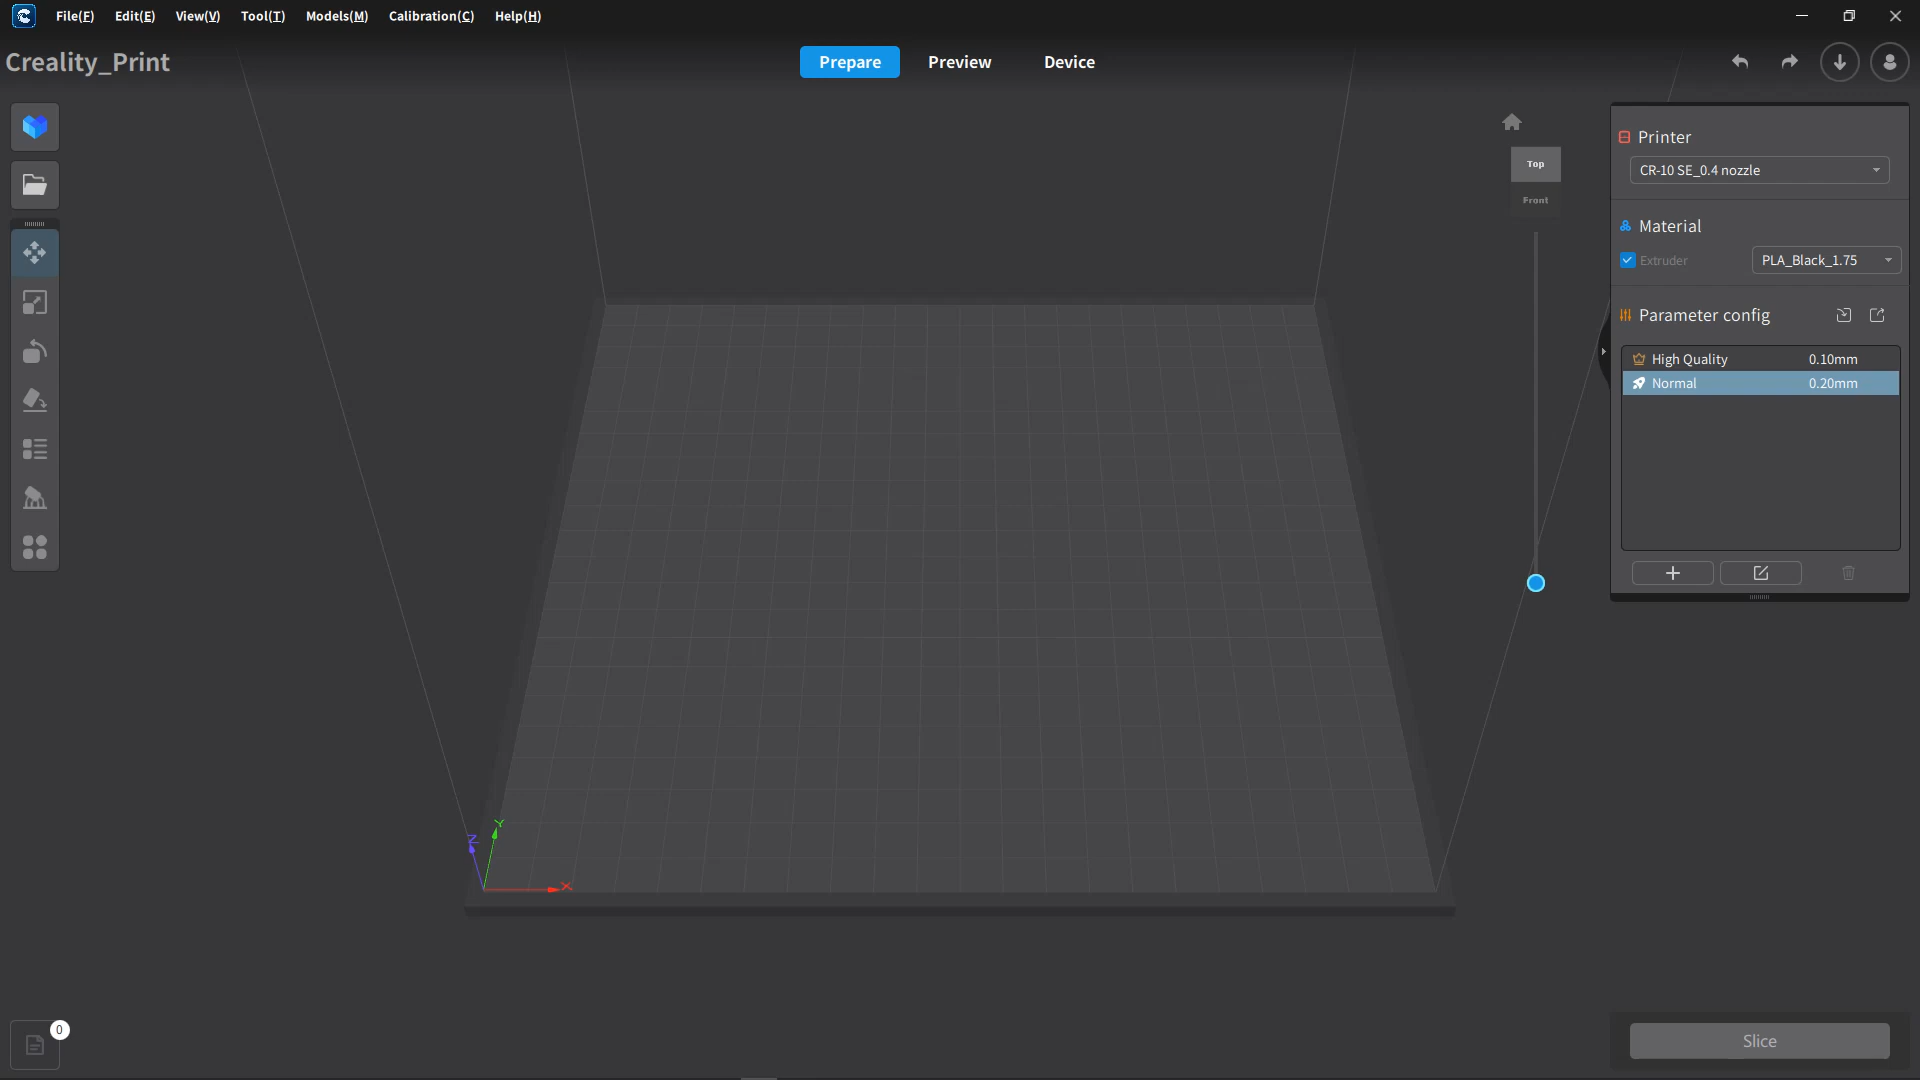 File(F) Edit(E) View(V) Tool(T) Models(M) Calibration(C) Help(H)
Creality_Print
Prepare Preview Device
Top
Front
Printer
CR-10 SE_0.4 nozzle
Material
Extruder PLA_Black_1.75
Parameter config
High Quality 0.10mm
Normal 0.20mm
Z Y
X
0
Slice